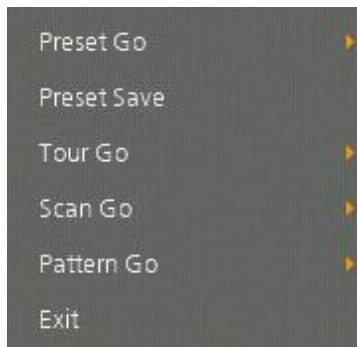 Preset Go
Preset Save
Tour Go
Scan Go
Pattern Go
Exit